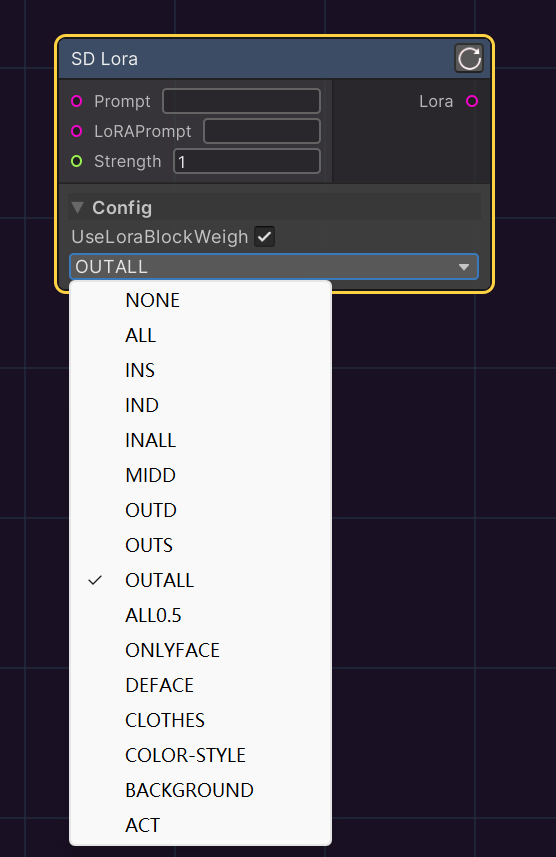 SD Lora
Prompt
Lora
LoRAPrompt
Strength 1
Config
UseLoraBlockWeigh
OUTALL
NONE
ALL
INS
IND
INALL
MIDD
OUTD
OUTS
OUTALL
ALL0.5
ONLYFACE
DEFACE
CLOTHES
COLOR-STYLE
BACKGROUND
ACT